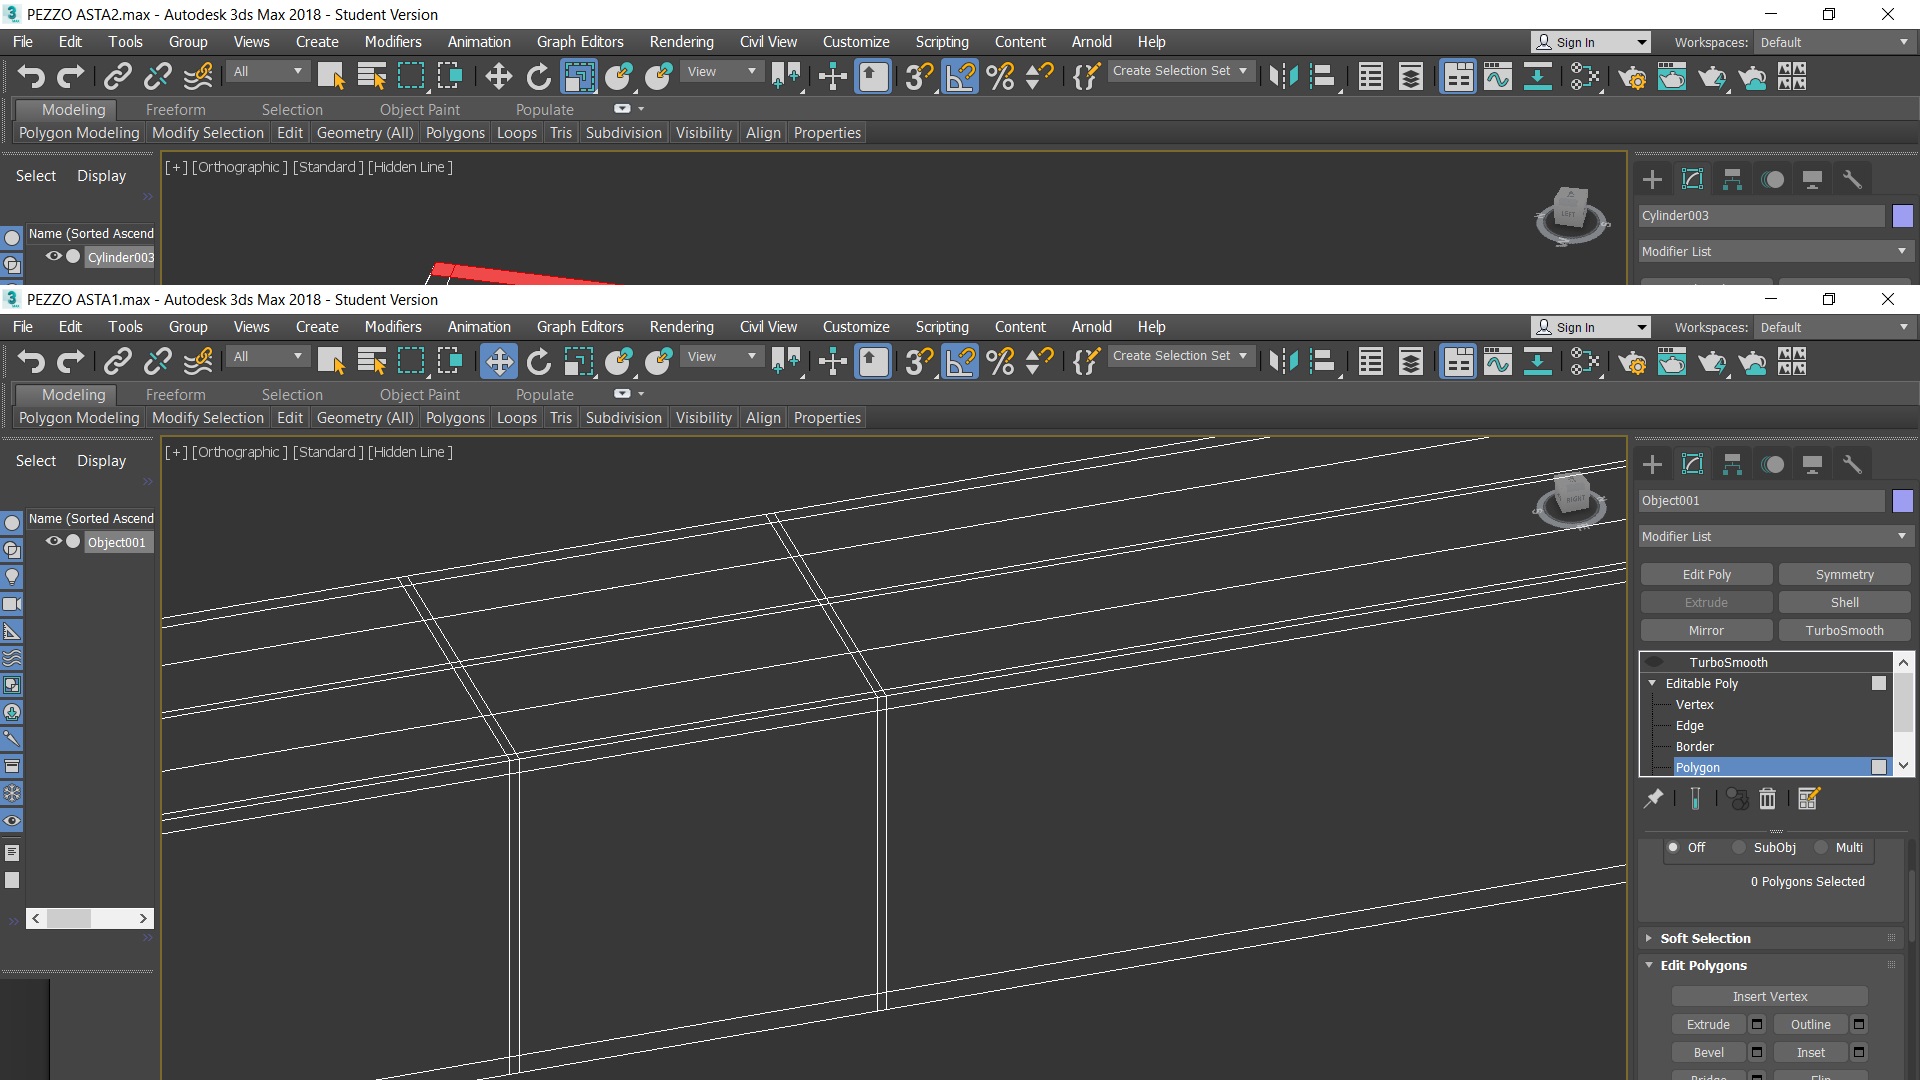 PEZZO ASTA2.max - Autodesk 3ds Max 2018 - Student Version
File Edit Tools Group Views Create Modifiers Animation Graph Editors Rendering Civil View Customize Scripting Content Arnold Help Sign In Workspaces: Default
All View Create Selection Set
Modeling Freeform Selection Object Paint Populate
Polygon Modeling Modify Selection Edit Geometry (All) Polygons Loops Tris Subdivision Visibility Align Properties
Select Display
[+] [Orthographic ] [Standard ] [Hidden Line ]
LEFT
Cylinder003
Name (Sorted Ascend
Modifier List
Cylinder003
PEZZO ASTA1.max - Autodesk 3ds Max 2018 - Student Version
File Edit Tools Group Views Create Modifiers Animation Graph Editors Rendering Civil View Customize Scripting Content Arnold Help Sign In Workspaces: Default
All View Create Selection Set
Modeling Freeform Selection Object Paint Populate
Polygon Modeling Modify Selection Edit Geometry (All) Polygons Loops Tris Subdivision Visibility Align Properties
Select Display
[+] [Orthographic ] [Standard ] [Hidden Line ]
RIGHT
Object001
Name (Sorted Ascend
Modifier List
Object001
Edit Poly Symmetry
Extrude Shell
Mirror TurboSmooth
TurboSmooth
Editable Poly
Vertex
Edge
Border
Polygon
Off SubObj Multi
0 Polygons Selected
Soft Selection
Edit Polygons
Insert Vertex
Extrude Outline
Bevel Inset
Bridge Flip